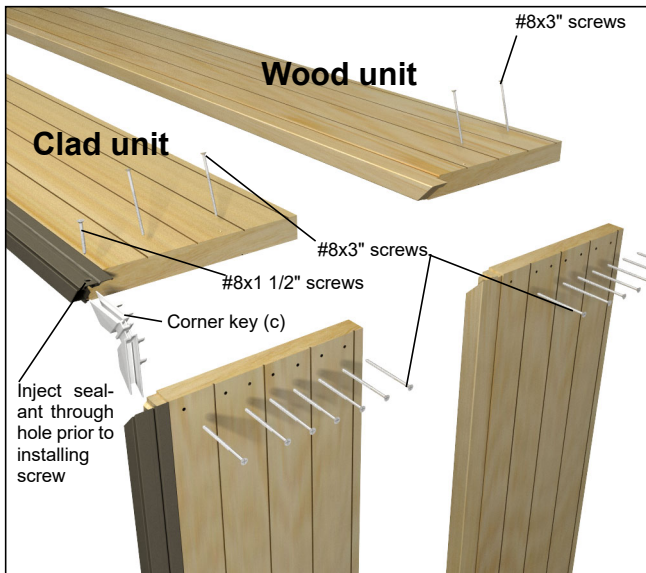 #8x3" screws
Wood unit
Clad unit
#8x3" screws
#8x1 1/2" screws
Corner key (c)
Inject seal-
ant through
hole prior to
installing
screw